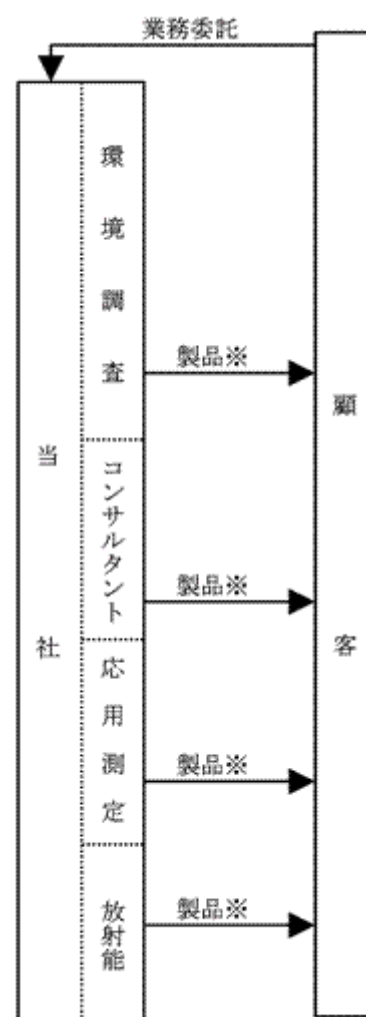 業務委託
当社
環境調査
製品※
コンサルタント
製品※
応用測定
製品※
放射能
製品※
顧客